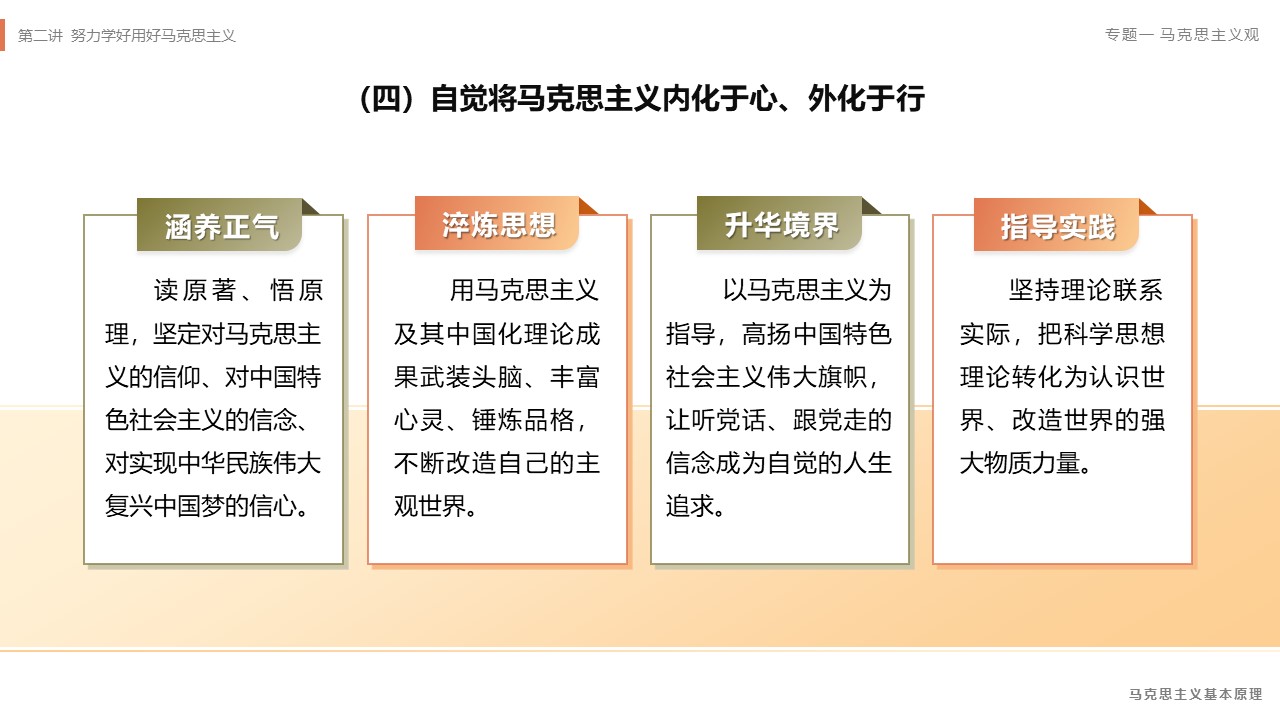 第二讲 努力学好用好马克思主义
专题一 马克思主义观
（四）自觉将马克思主义内化于心、外化于行
涵养正气
读原著、悟原
理，坚定对马克思主
义的信仰、对中国特
色社会主义的信念、
对实现中华民族伟大
复兴中国梦的信心。
淬炼思想
用马克思主义
及其中国化理论成
果武装头脑、丰富
心灵、锤炼品格，
不断改造自己的主
观世界。
升华境界
以马克思主义为
指导，高扬中国特色
社会主义伟大旗帜，
让听党话、跟党走的
信念成为自觉的人生
追求。
指导实践
坚持理论联系
实际，把科学思想
理论转化为认识世
界、改造世界的强
大物质力量。
马克思主义基本原理